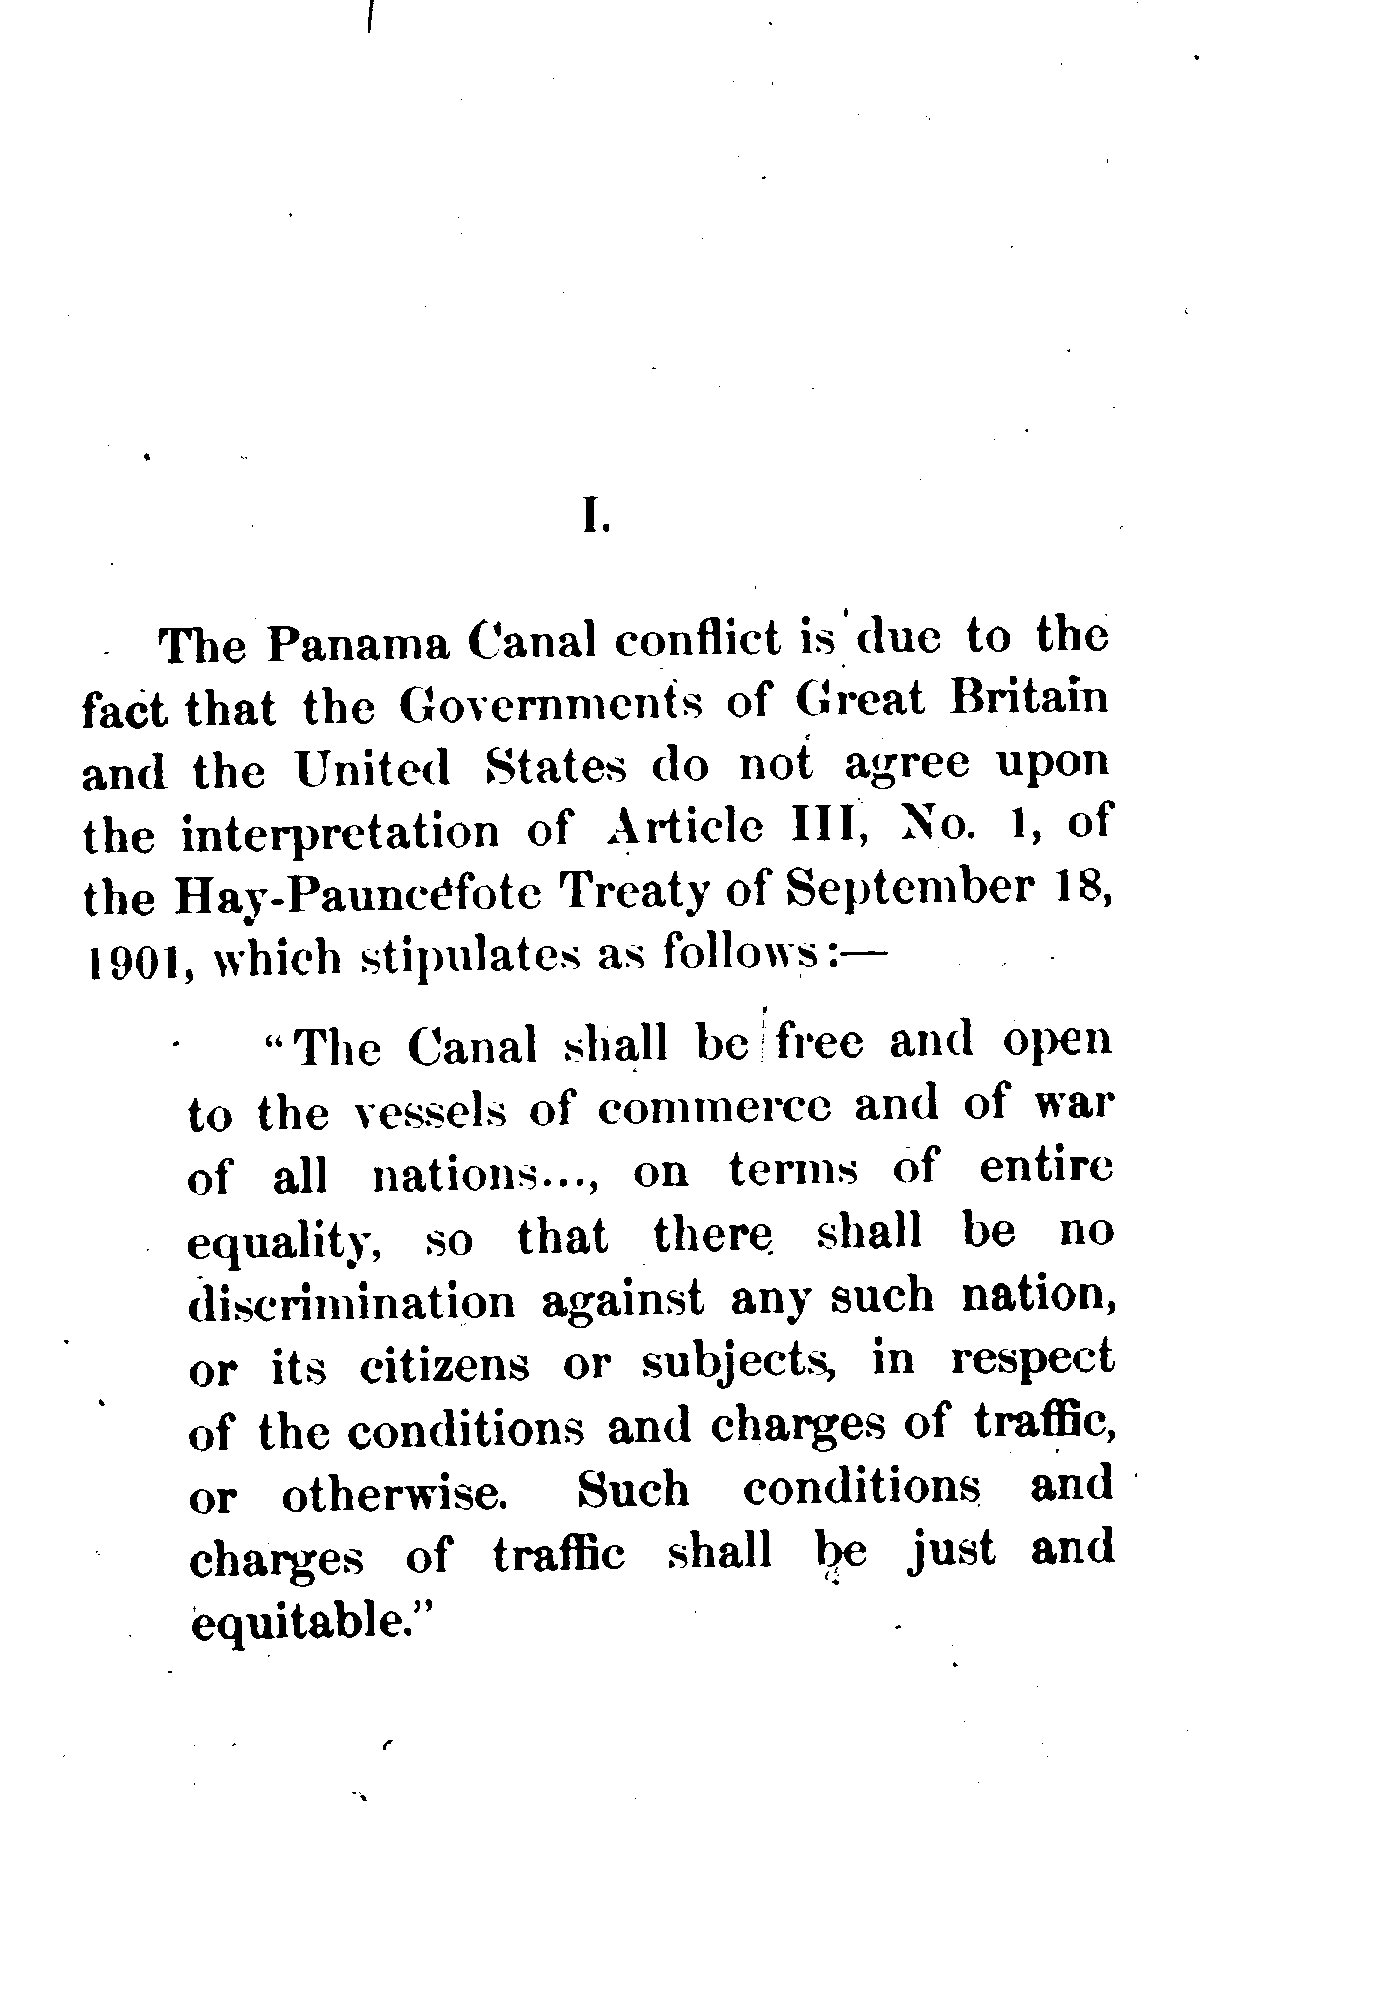 I.
The Panama Canal conflict is due to the
fact that the Governments of Great Britain
and the United States do not agree upon
the interpretation of Article III, No. 1, of
the Hay-Pauncefote Treaty of September 18,
1901, which stipulates as follows:—
“The Canal shall be free and open
to the vessels of commerce and of war
of all nations..., on terms of entire
equality, so that there shall be no
discrimination against any such nation,
or its citizens or subjects, in respect
of the conditions and charges of traffic,
or otherwise. Such conditions and
charges of traffic shall be just and
equitable.”